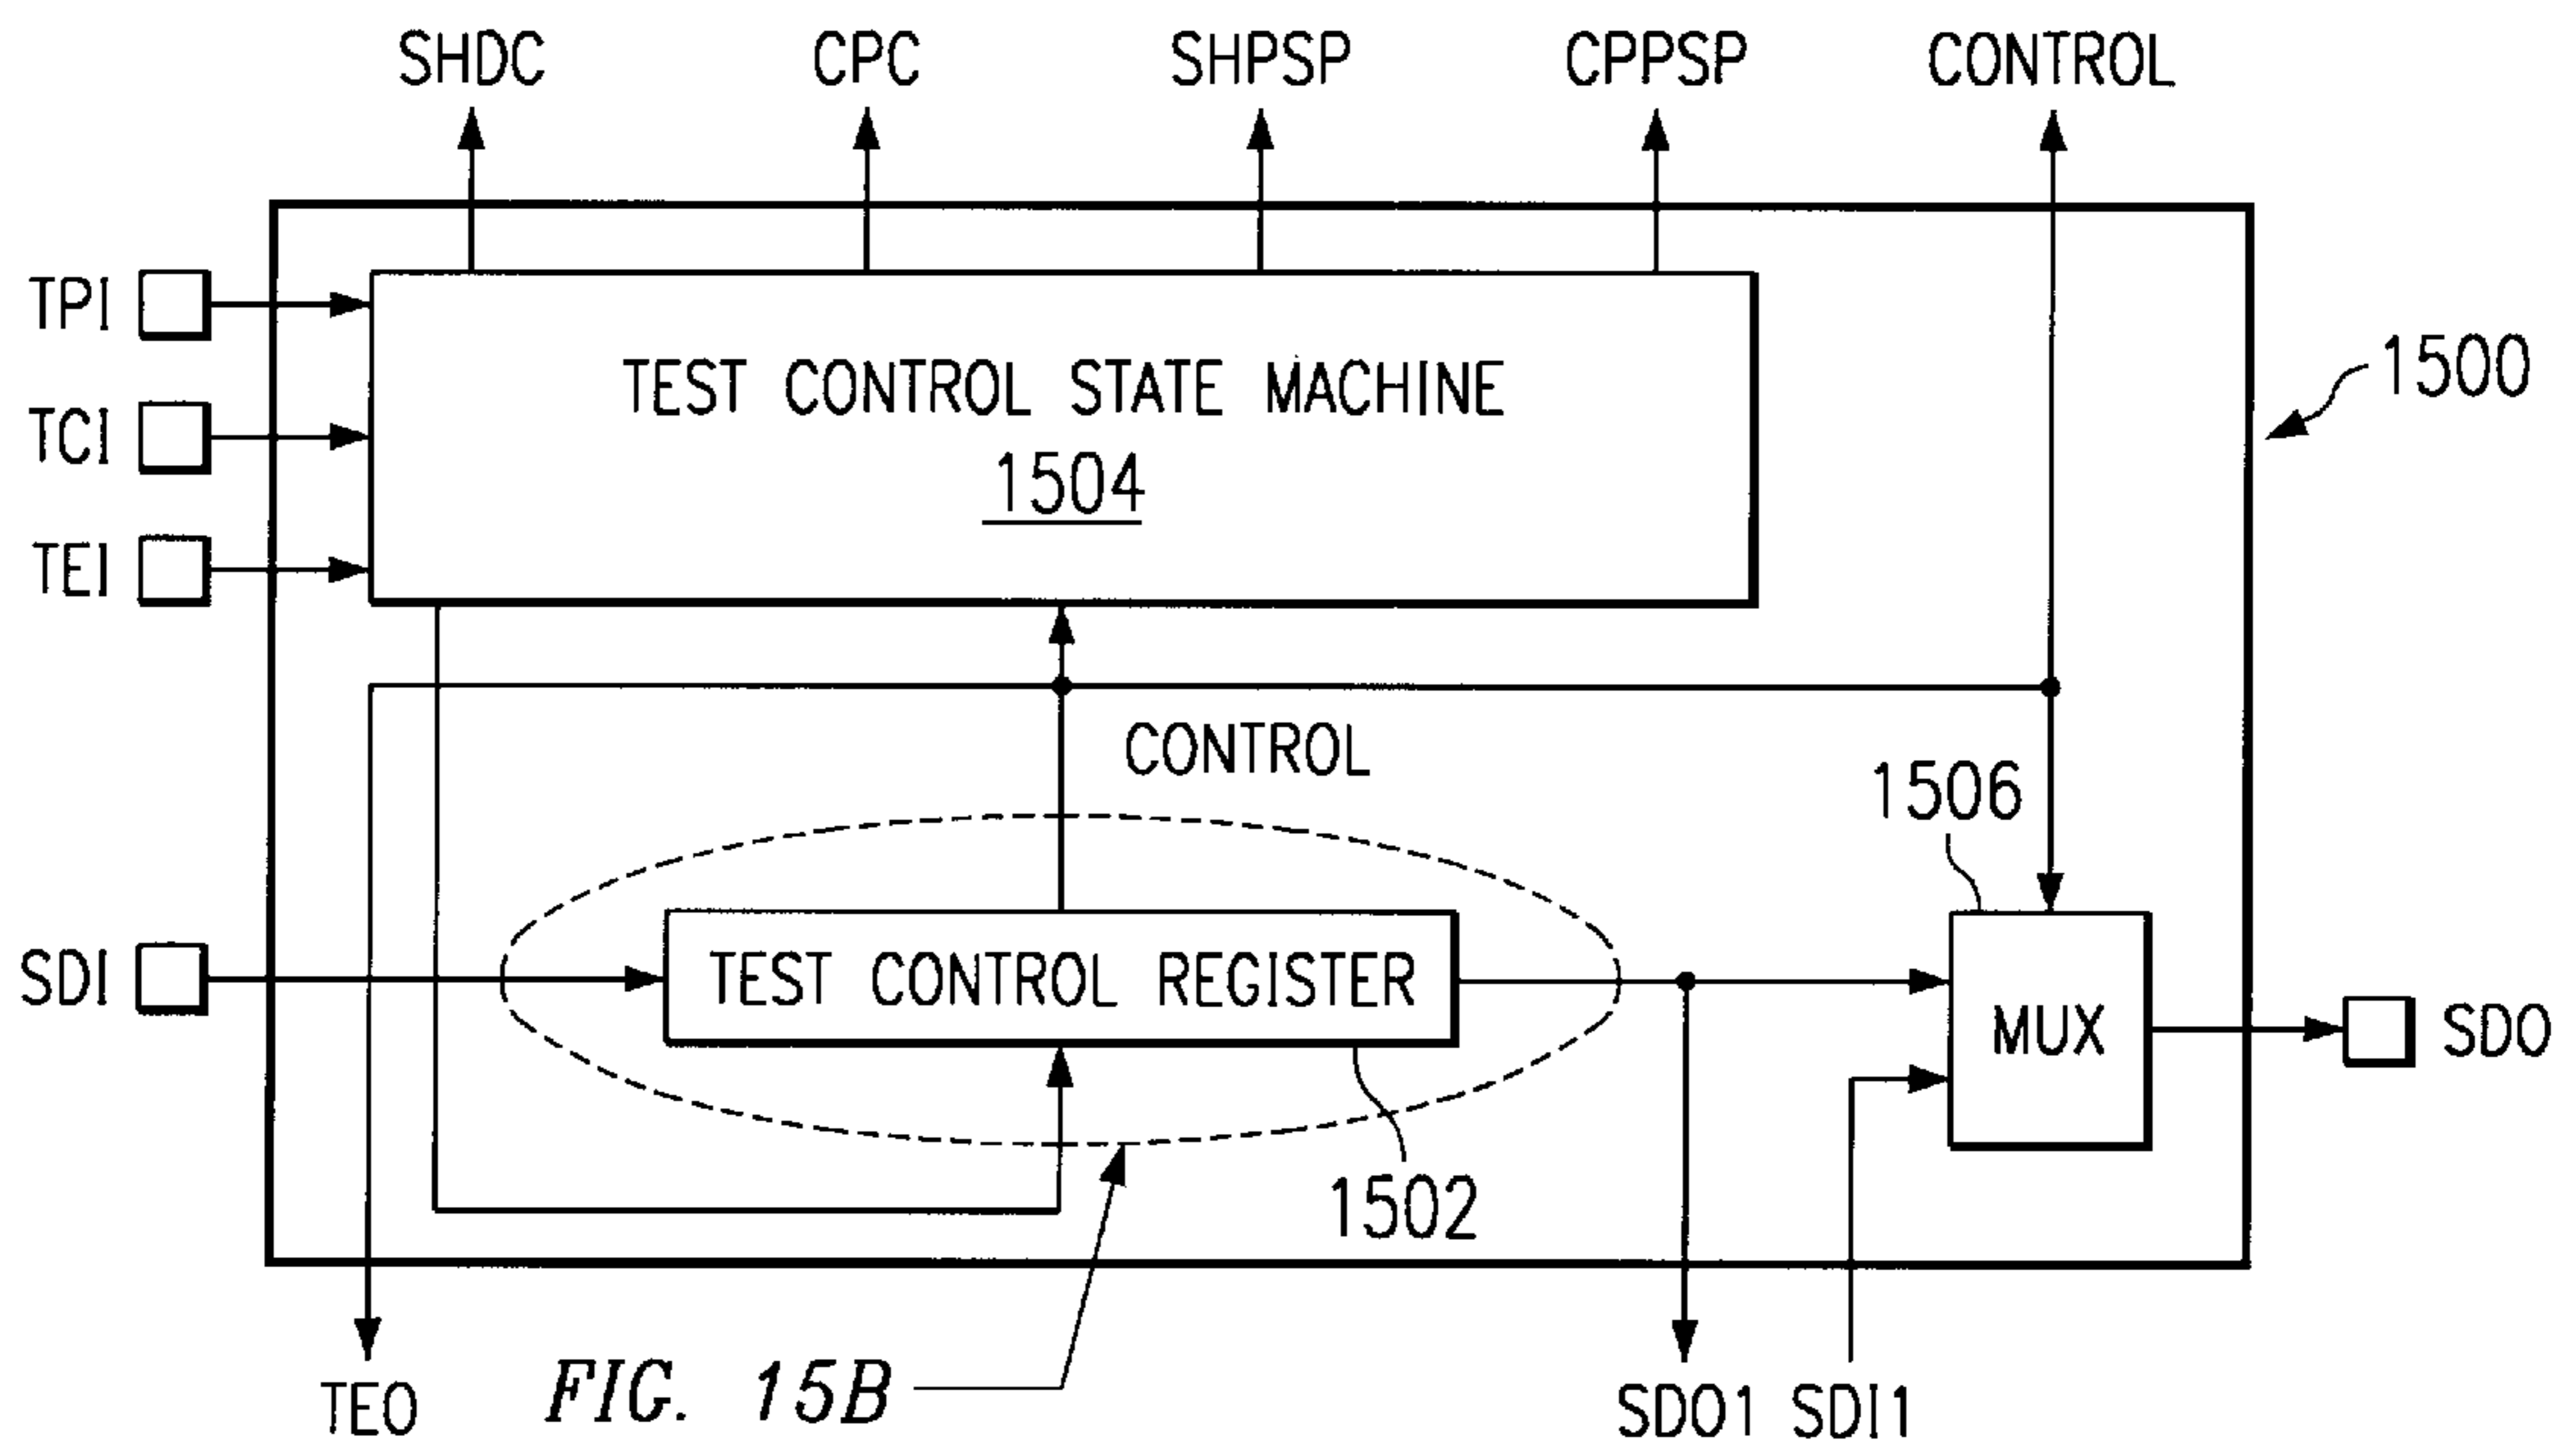 SHDC CPC SHPSP CPPSP CONTROL
TPI
TCI
TEI
TEST CONTROL STATE MACHINE
1504
1500
CONTROL
1506
SDI
TEST CONTROL REGISTER
MUX
SDO
1502
TEO
FIG. 15B
SDO1
SDI1